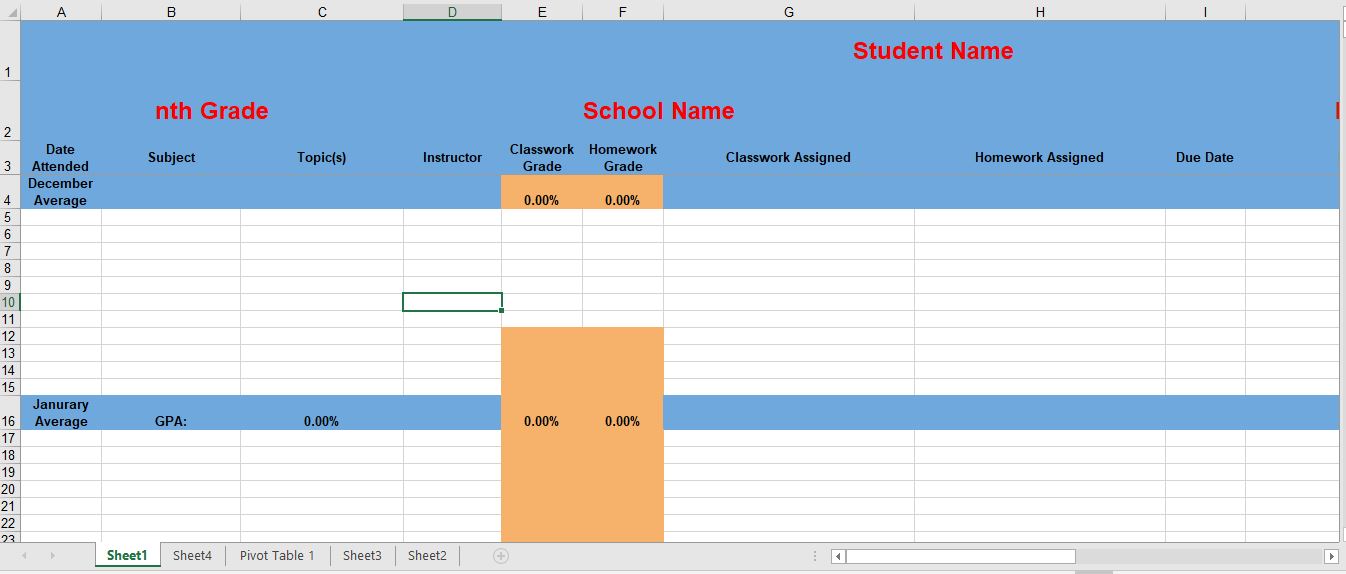 A B C D E F G H I
1 Student Name
2 nth Grade School Name
3 Date Attended Subject Topic(s) Instructor Classwork Grade Homework Grade Classwork Assigned Homework Assigned Due Date
4 December Average 0.00% 0.00%
5
6
7
8
9
10
11
12
13
14
15
16 Janurary Average GPA: 0.00% 0.00% 0.00%
17
18
19
20
21
22
23
Sheet1 Sheet4 Pivot Table 1 Sheet3 Sheet2